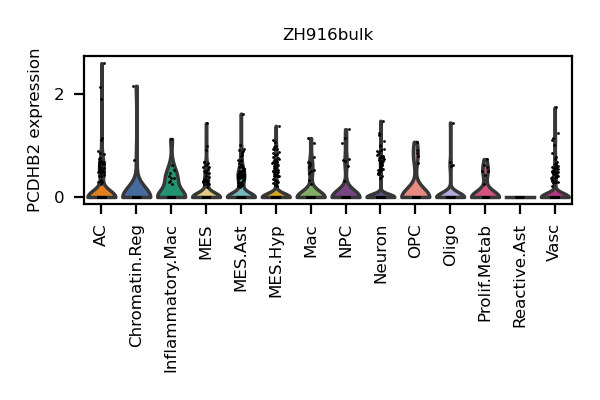 ZH916bulk
PCDHB2 expression
2
0
AC
Chromatin.Reg
Inflammatory.Mac
MES
MES.Ast
MES.Hyp
Mac
NPC
Neuron
OPC
Oligo
Prolif.Metab
Reactive.Ast
Vasc